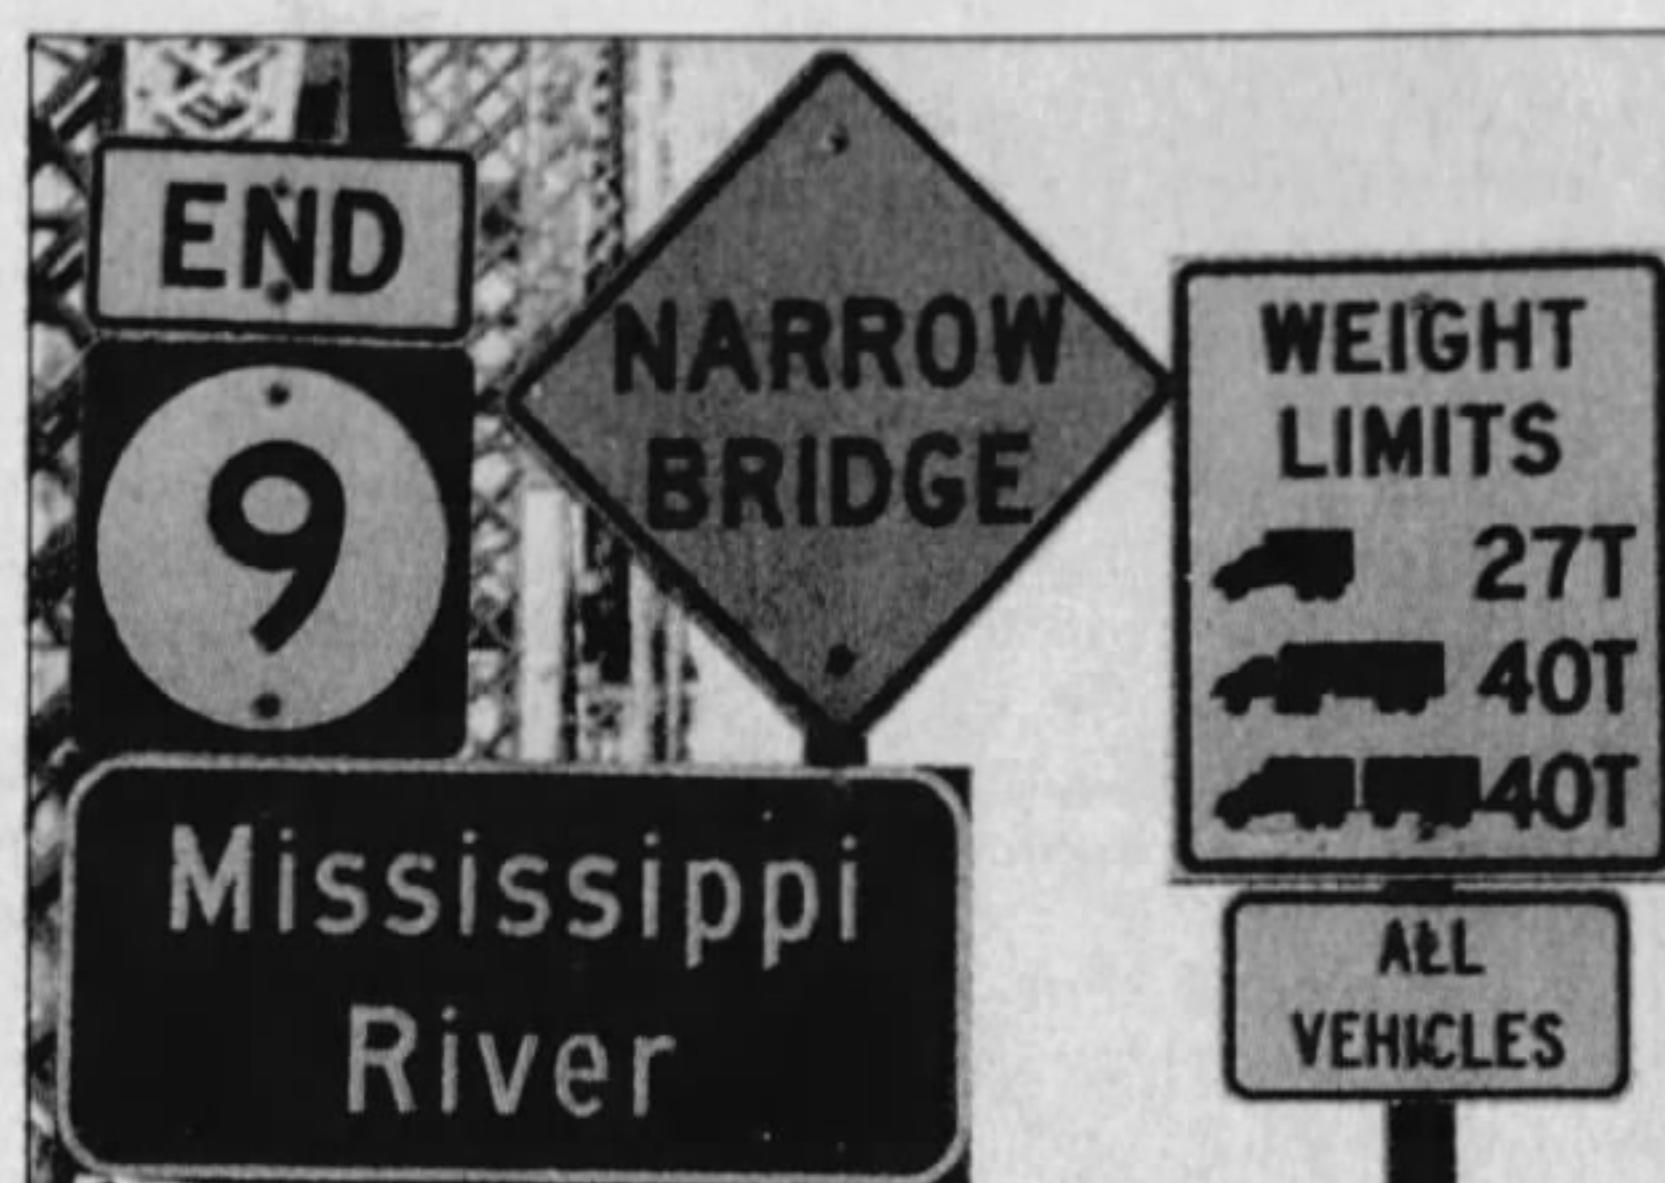 END
9
NARROW
BRIDGE
Mississippi
River
WEIGHT
LIMITS
27T
40T
40T
ALL
VEHICLES